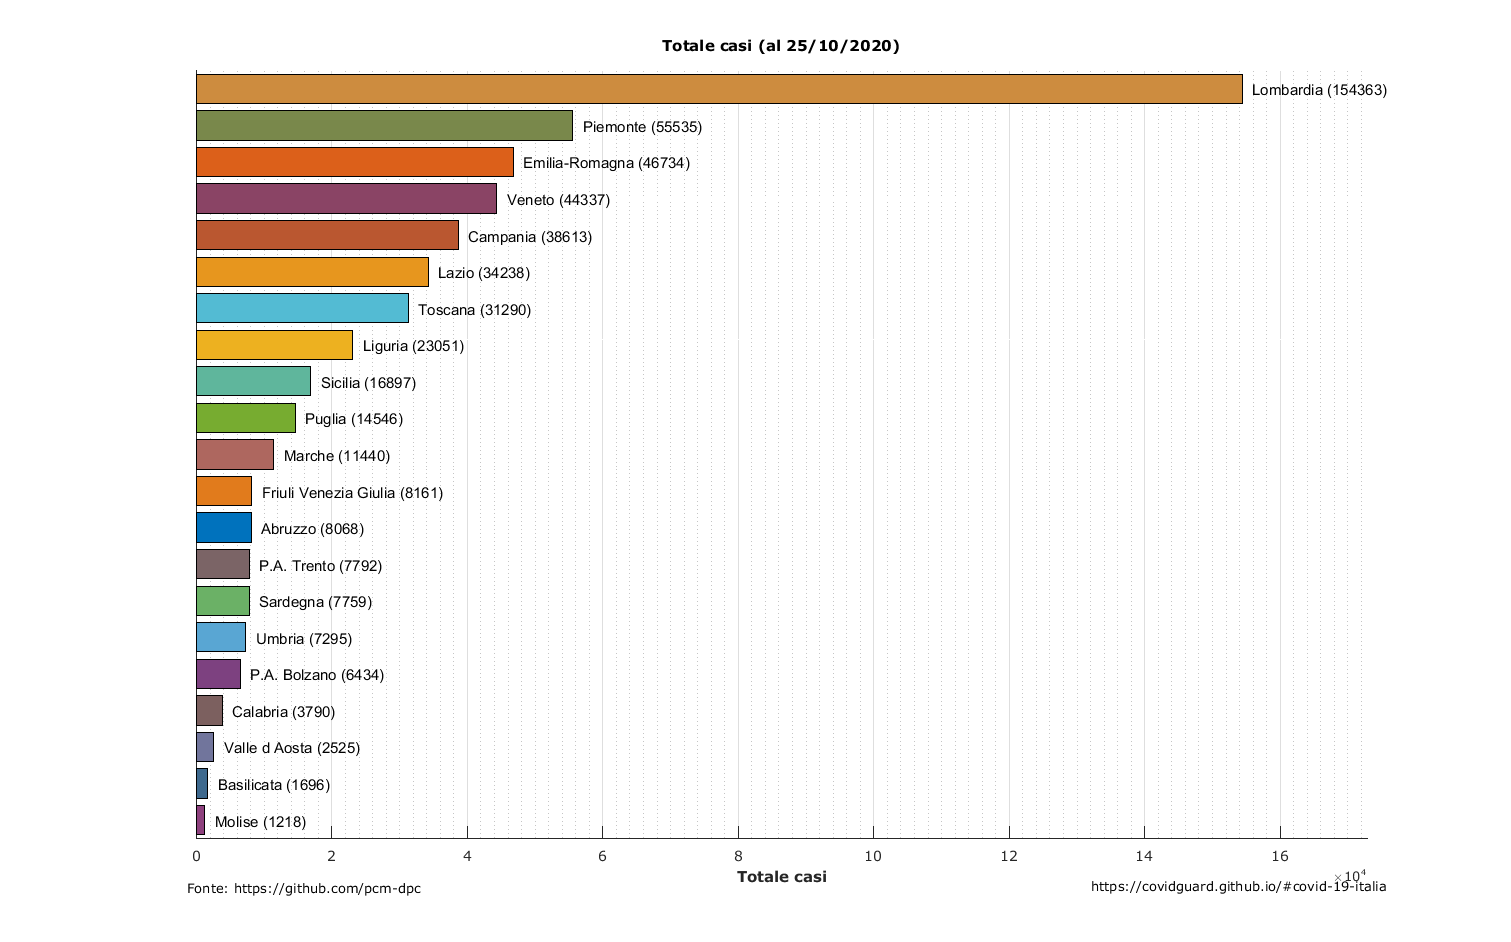 Totale casi (al 25/10/2020)
Lombardia (154363)
Piemonte (55535)
Emilia-Romagna (46734)
Veneto (44337)
Campania (38613)
Lazio (34238)
Toscana (31290)
Liguria (23051)
Sicilia (16897)
Puglia (14546)
Marche (11440)
Friuli Venezia Giulia (8161)
Abruzzo (8068)
P.A. Trento (7792)
Sardegna (7759)
Umbria (7295)
P.A. Bolzano (6434)
Calabria (3790)
Valle d Aosta (2525)
Basilicata (1696)
Molise (1218)
0 2 4 6 8 10 12 14 16
Totale casi
×10⁴
Fonte: https://github.com/pcm-dpc
https://covidguard.github.io/#covid-19-italia